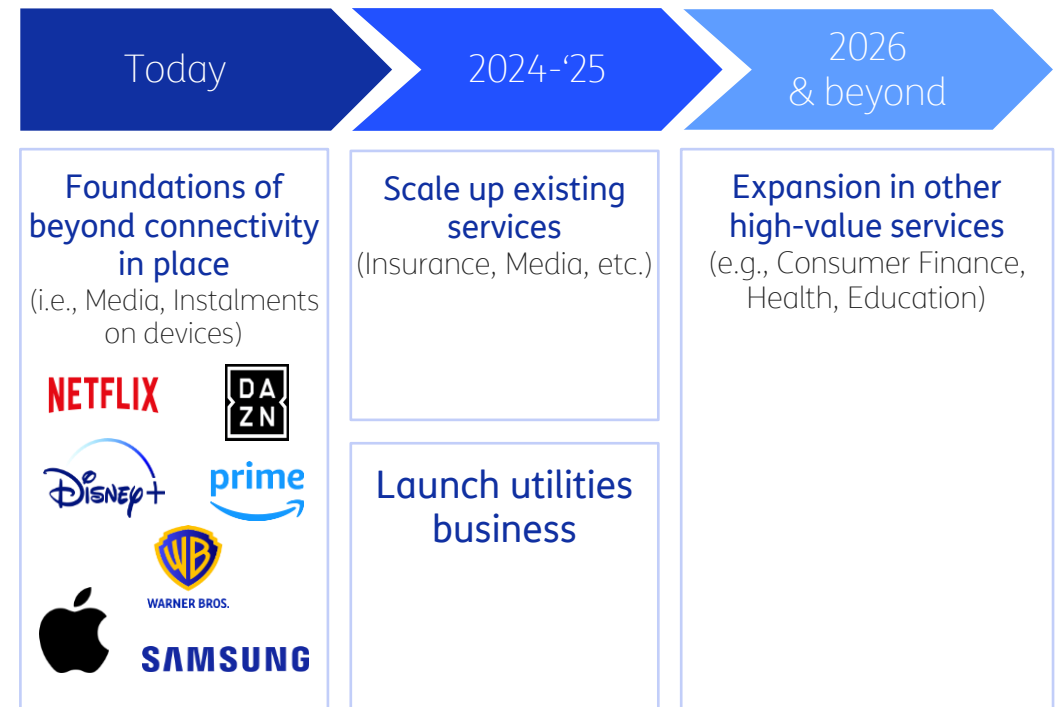 Today
2024-‘25
2026
& beyond
Foundations of
beyond connectivity
in place
(i.e., Media, Instalments
on devices)
NETFLIX
DA
ZN
Disney+
prime
WB
WARNER BROS.
SAMSUNG
Scale up existing
services
(Insurance, Media, etc.)
Launch utilities
business
Expansion in other
high-value services
(e.g., Consumer Finance,
Health, Education)